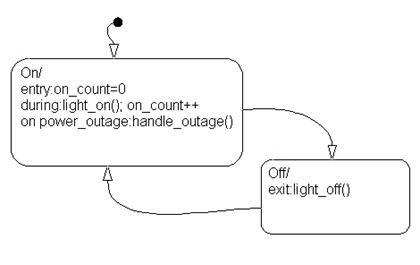 On/
entry:on_count=0
during:light_on(); on_count++
on power_outage:handle_outage()
Off/
exit:light_off()